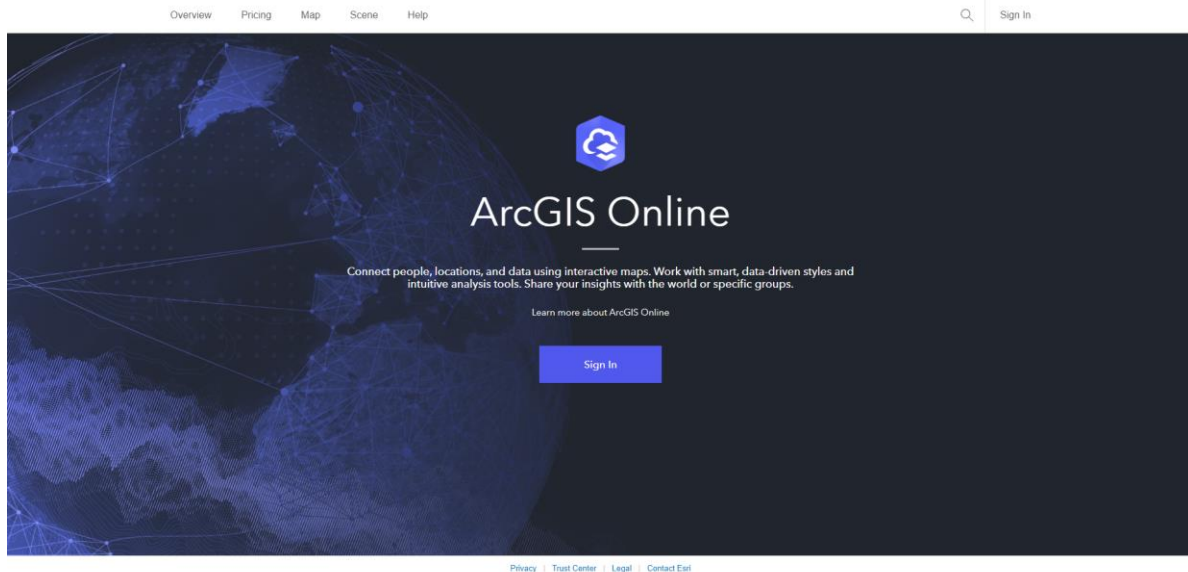 Overview Pricing Map Scene Help Sign In
ArcGIS Online
Connect people, locations, and data using interactive maps. Work with smart, data-driven styles and
intuitive analysis tools. Share your insights with the world or specific groups.
Learn more about ArcGIS Online
Sign In
Privacy | Trust Center | Legal | Contact Esri